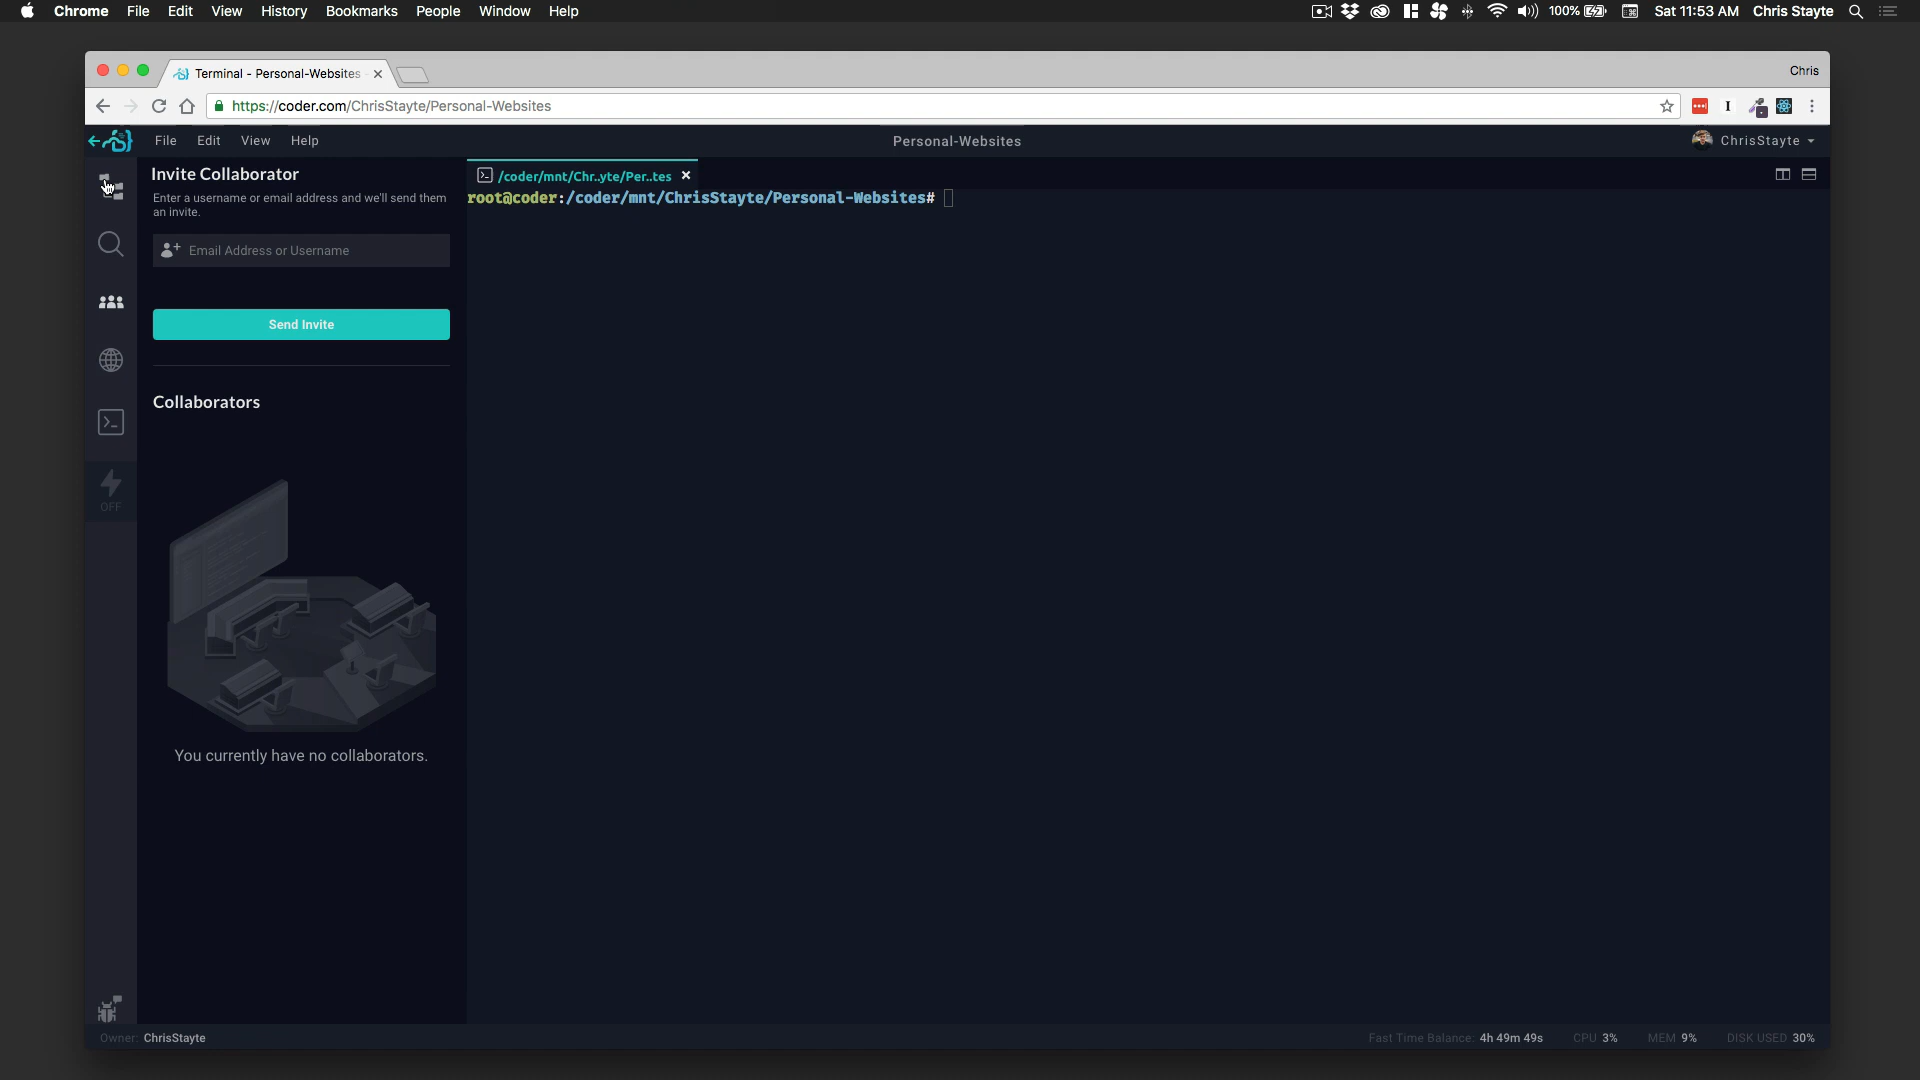 Chrome File Edit View History Bookmarks People Window Help 100% Sat 11:53 AM Chris Stayte
Terminal - Personal-Websites Chris
https://coder.com/ChrisStayte/Personal-Websites
File Edit View Help Personal-Websites ChrisStayte
Invite Collaborator
/coder/mnt/Chr..yte/Per..tes
Enter a username or email address and we'll send them
an invite.
root@coder:/coder/mnt/ChrisStayte/Personal-Websites#
Email Address or Username
Send Invite
Collaborators
OFF
You currently have no collaborators.
Owner: ChrisStayte Fast Time Balance: 4h 49m 49s CPU 3% MEM 9% DISK USED 30%